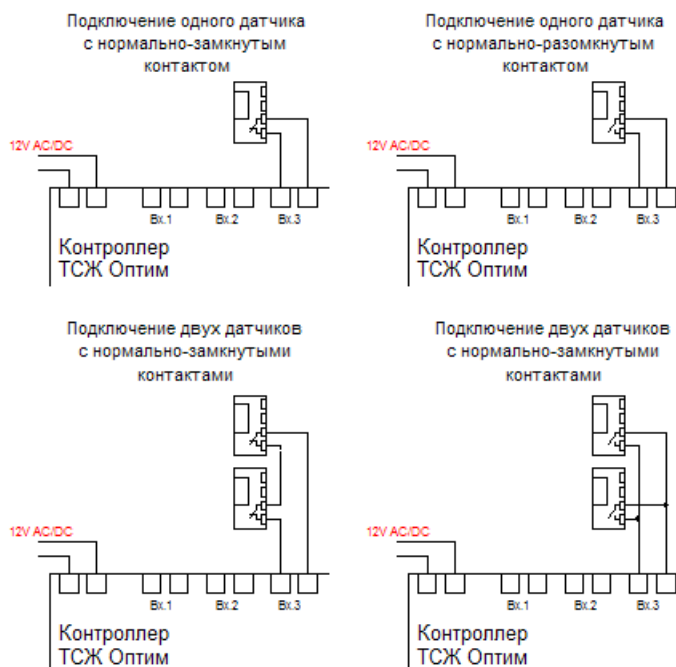 Подключение одного датчика
с нормально-замкнутым
контактом
12V AC/DC
Вх.1 Вх.2 Вх.3
Контроллер
ТСЖ Оптим
Подключение одного датчика
с нормально-разомкнутым
контактом
12V AC/DC
Вх.1 Вх.2 Вх.3
Контроллер
ТСЖ Оптим
Подключение двух датчиков
с нормально-замкнутыми
контактами
12V AC/DC
Вх.1 Вх.2 Вх.3
Контроллер
ТСЖ Оптим
Подключение двух датчиков
с нормально-замкнутыми
контактами
12V AC/DC
Вх.1 Вх.2 Вх.3
Контроллер
ТСЖ Оптим